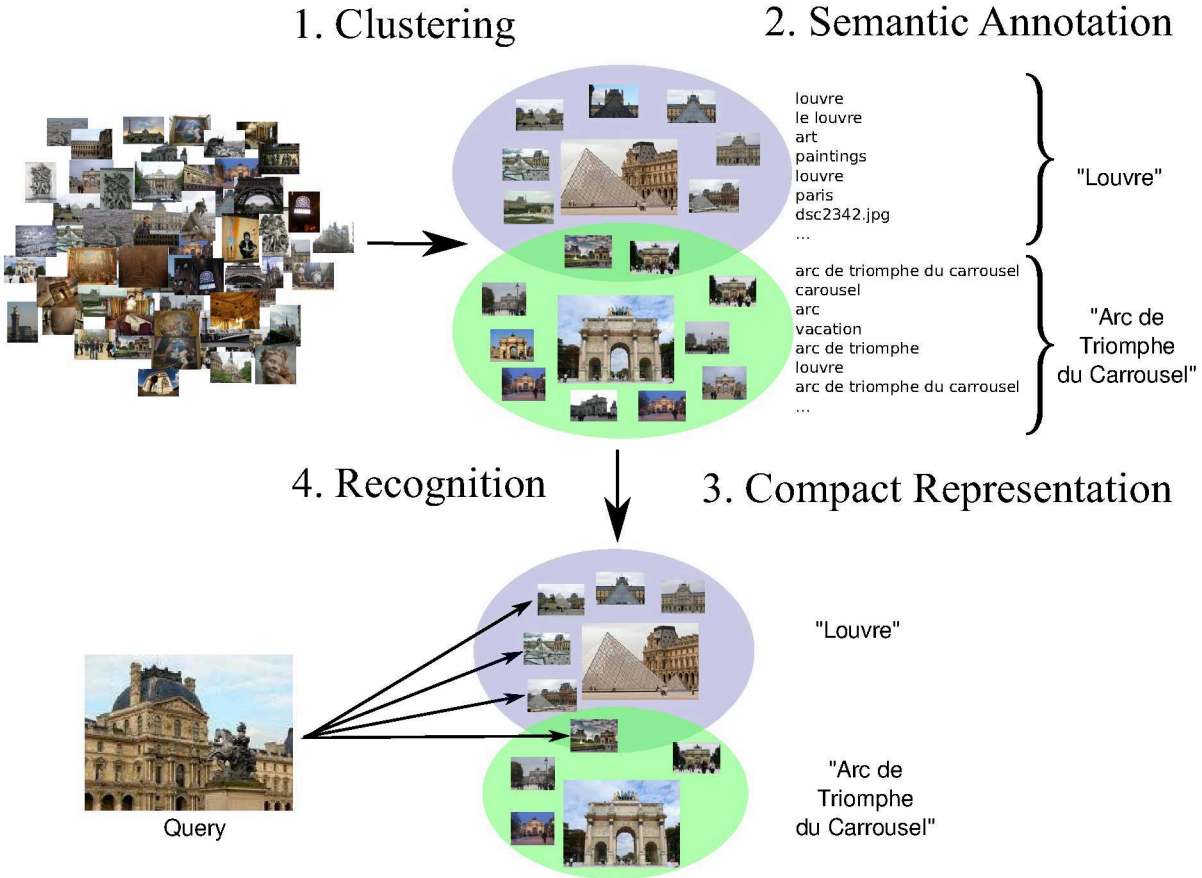 1. Clustering
2. Semantic Annotation
louvre
le louvre
art
paintings
louvre
paris
dsc2342.jpg
...
"Louvre"
arc de triomphe du carrousel
carousel
arc
vacation
arc de triomphe
louvre
arc de triomphe du carrousel
...
"Arc de
Triomphe
du Carrousel"
4. Recognition
3. Compact Representation
"Louvre"
Query
"Arc de
Triomphe
du Carrousel"